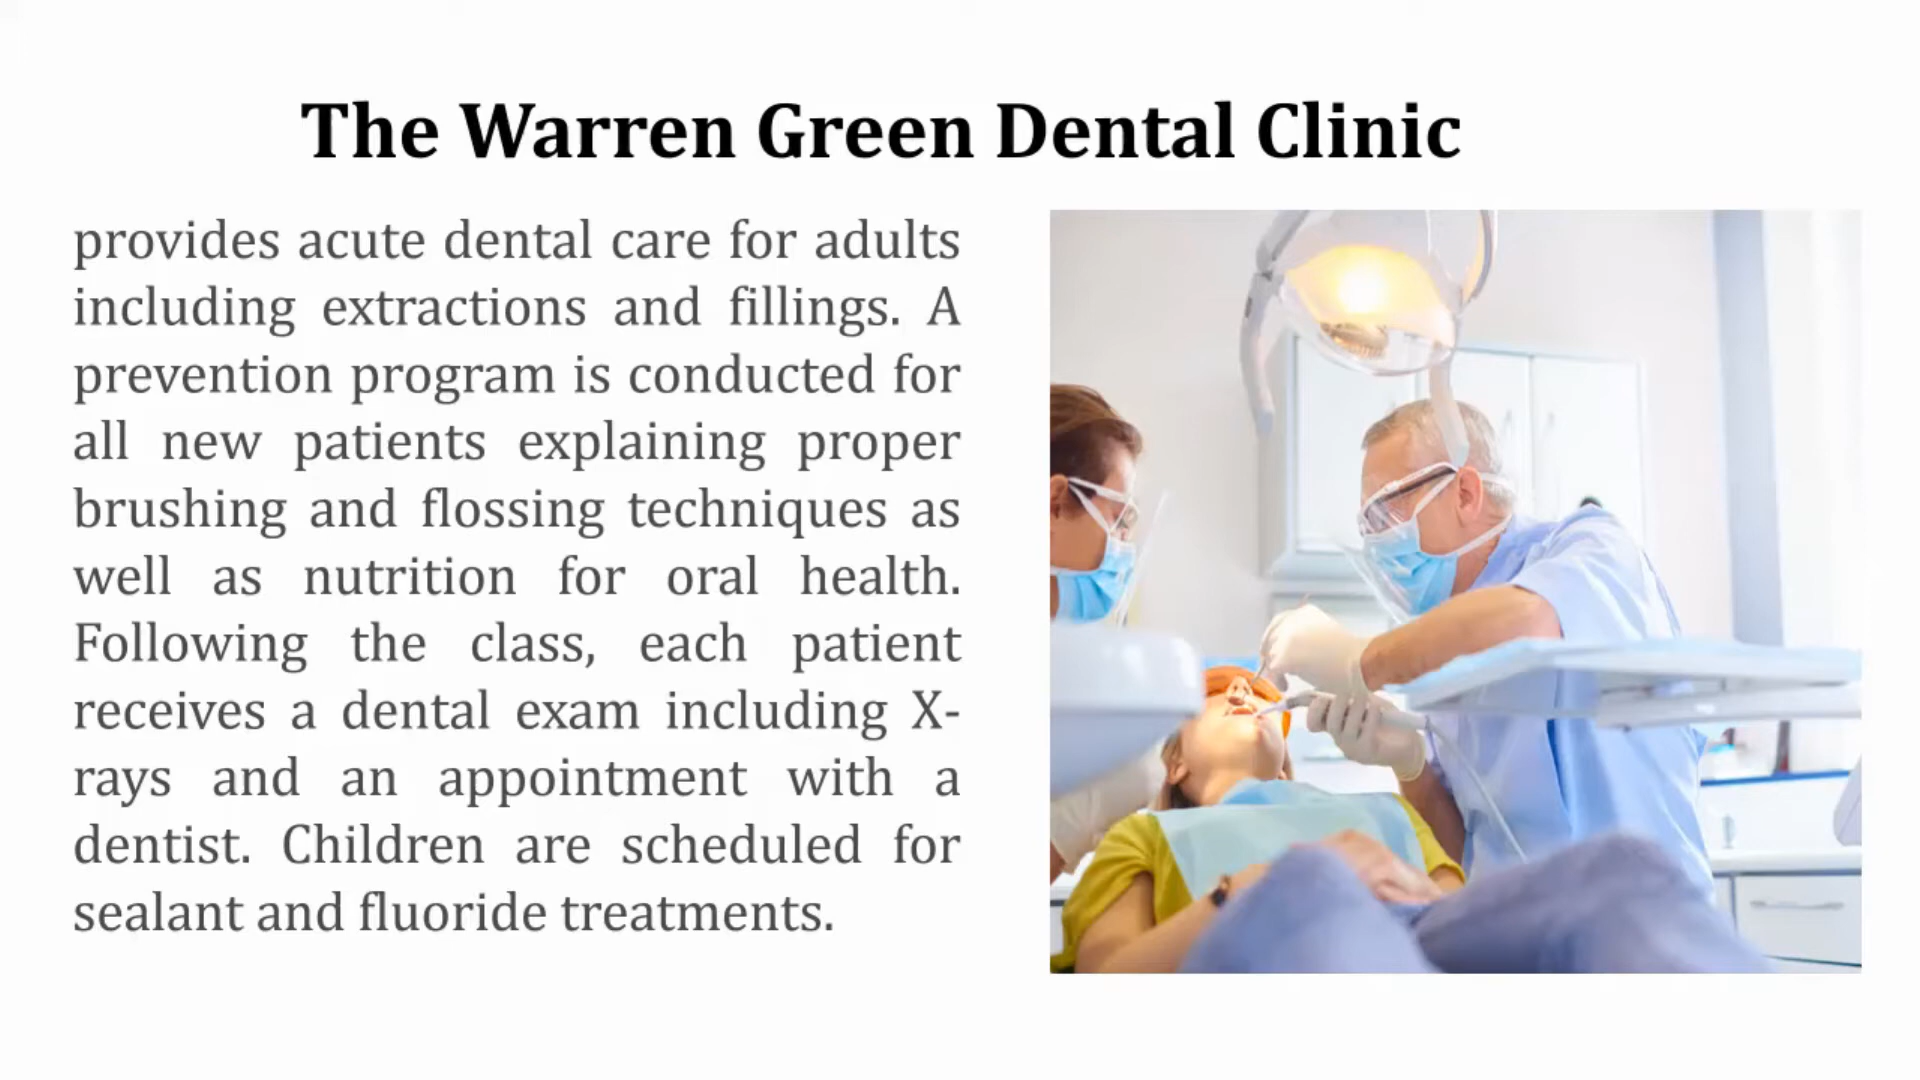 The Warren Green Dental Clinic
provides acute dental care for adults
including extractions and fillings. A
prevention program is conducted for
all new patients explaining proper
brushing and flossing techniques as
well as nutrition for oral health.
Following the class, each patient
receives a dental exam including X-
rays and an appointment with a
dentist. Children are scheduled for
sealant and fluoride treatments.